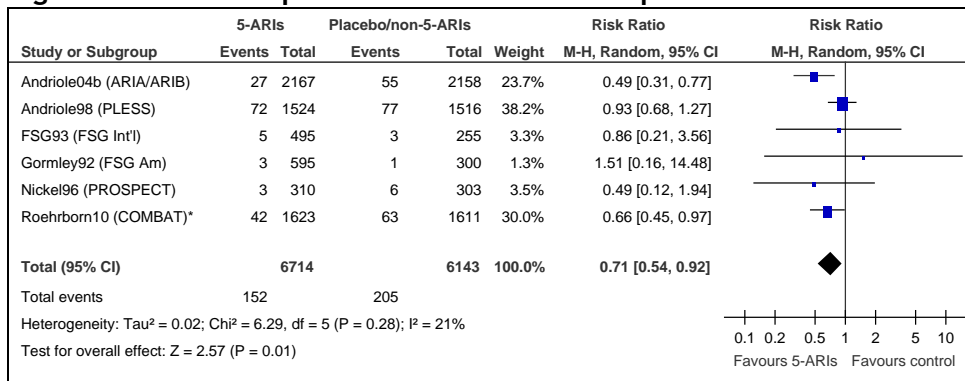 5-ARIs Placebo/non-5-ARIs Risk Ratio Risk Ratio
Study or Subgroup Events Total Events Total Weight M-H, Random, 95% CI M-H, Random, 95% CI
Andriole04b (ARIA/ARIB) 27 2167 55 2158 23.7% 0.49 [0.31, 0.77]
Andriole98 (PLESS) 72 1524 77 1516 38.2% 0.93 [0.68, 1.27]
FSG93 (FSG Int'l) 5 495 3 255 3.3% 0.86 [0.21, 3.56]
Gormley92 (FSG Am) 3 595 1 300 1.3% 1.51 [0.16, 14.48]
Nickel96 (PROSPECT) 3 310 6 303 3.5% 0.49 [0.12, 1.94]
Roehrborn10 (COMBAT)* 42 1623 63 1611 30.0% 0.66 [0.45, 0.97]
Total (95% CI) 6714 6143 100.0% 0.71 [0.54, 0.92]
Total events 152 205
Heterogeneity: Tau² = 0.02; Chi² = 6.29, df = 5 (P = 0.28); I² = 21%
Test for overall effect: Z = 2.57 (P = 0.01)
0.1 0.2 0.5 1 2 5 10
Favours 5-ARIs Favours control